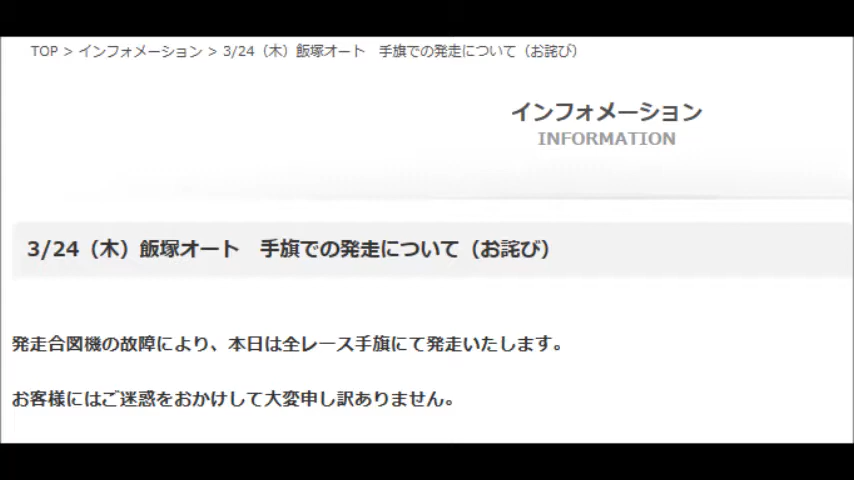 TOP > インフォメーション > 3/24（木）飯塚オート　手旗での発走について（お詫び）
インフォメーション
INFORMATION
3/24（木）飯塚オート　手旗での発走について（お詫び）
発走合図機の故障により、本日は全レース手旗にて発走いたします。
お客様にはご迷惑をおかけして大変申し訳ありません。